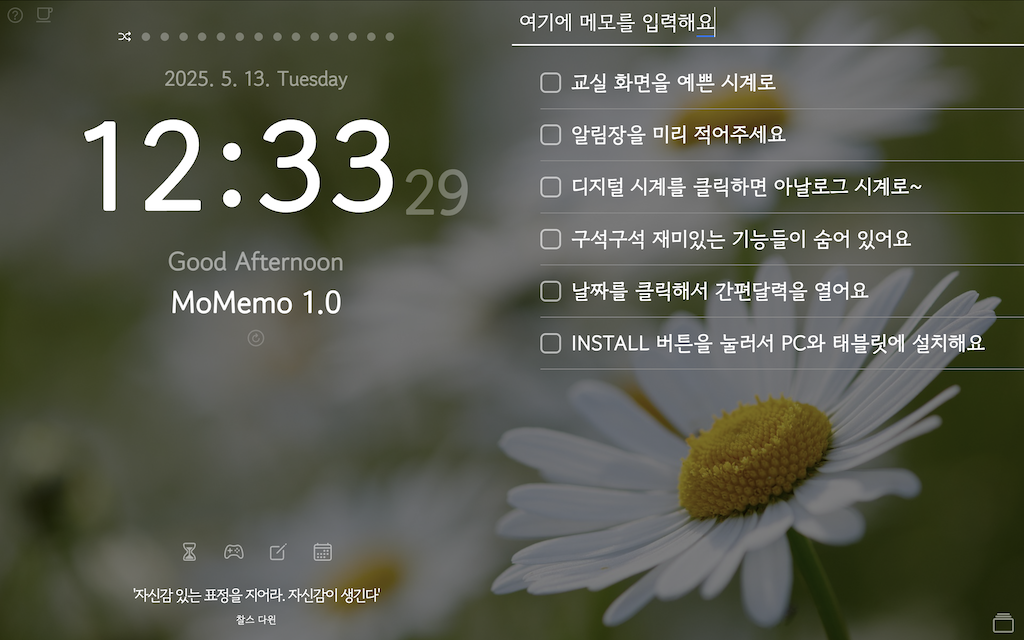 여기에 메모를 입력해요
2025. 5. 13. Tuesday
12:33 29
Good Afternoon
MoMemo 1.0
교실 화면을 예쁜 시계로
알림장을 미리 적어주세요
디지털 시계를 클릭하면 아날로그 시계로~
구석구석 재미있는 기능들이 숨어 있어요
날짜를 클릭해서 간편달력을 열어요
INSTALL 버튼을 눌러서 PC와 태블릿에 설치해요
'자신감 있는 표정을 지어라. 자신감이 생긴다'
찰스 다윈